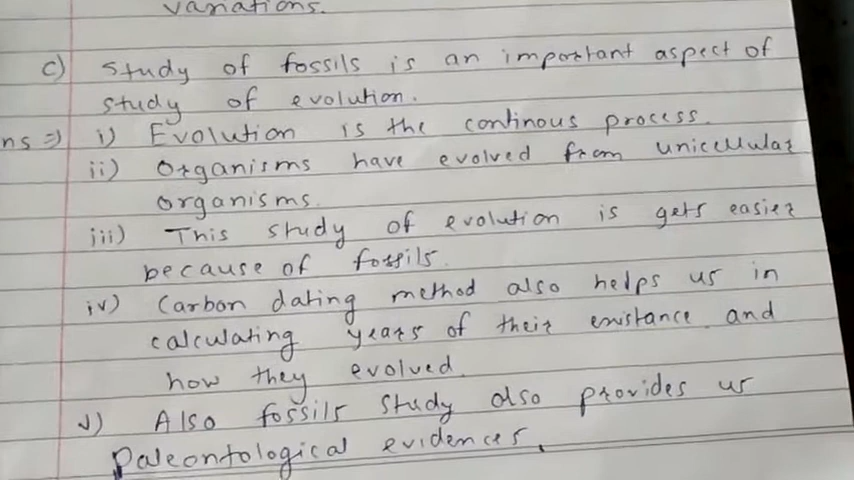 variations.
c) Study of fossils is an important aspect of
study of evolution.
ns ⇒ i) Evolution is the continous process.
ii) Organisms have evolved from unicellular
organisms.
iii) This study of evolution is gets easier
because of fossils.
iv) Carbon dating method also helps us in
calculating years of their existance and
how they evolved.
v) Also fossils study also provides us
paleontological evidences.